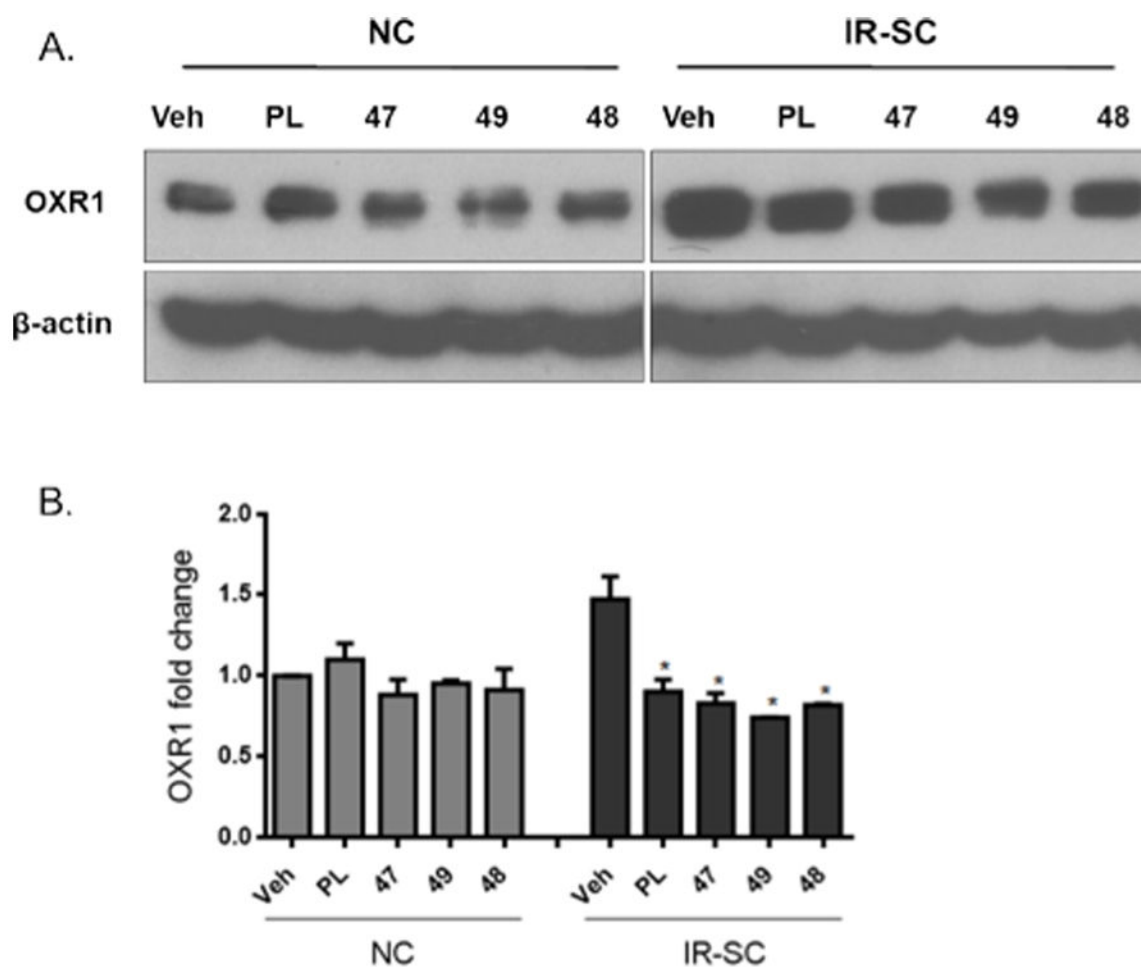 A.
NC IR-SC
Veh PL 47 49 48 Veh PL 47 49 48
OXR1
β-actin
B.
OXR1 fold change
2.0
1.5
1.0
0.5
0.0
* * * *
Veh PL 47 49 48 Veh PL 47 49 48
NC IR-SC